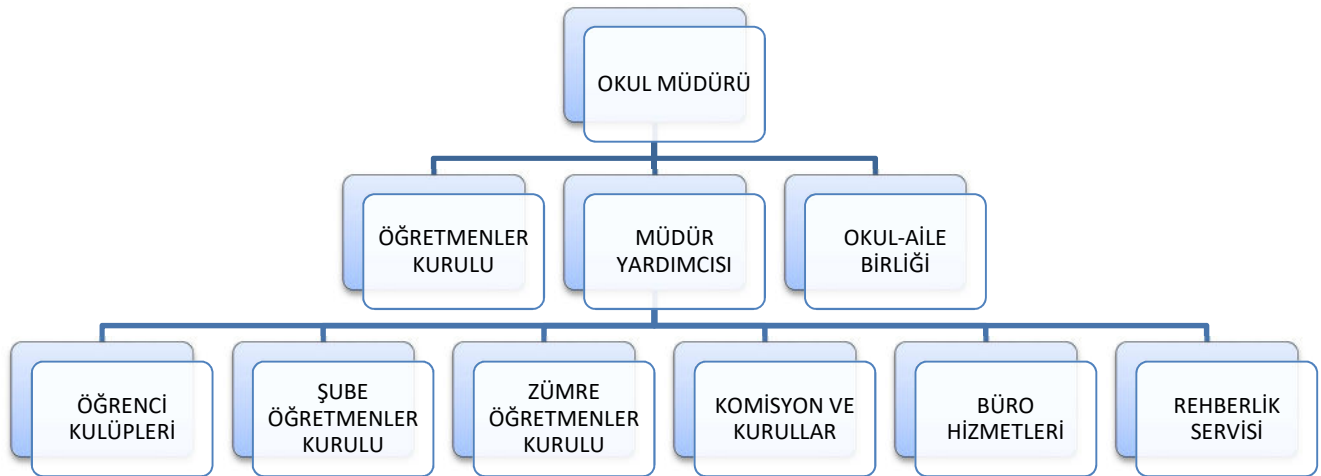 OKUL MÜDÜRÜ
ÖĞRETMENLER
KURULU
MÜDÜR
YARDIMCISI
OKUL-AİLE
BİRLİĞİ
ÖĞRENCİ
KULÜPLERİ
ŞUBE
ÖĞRETMENLER
KURULU
ZÜMRE
ÖĞRETMENLER
KURULU
KOMİSYON VE
KURULLAR
BÜRO
HİZMETLERİ
REHBERLİK
SERVİSİ